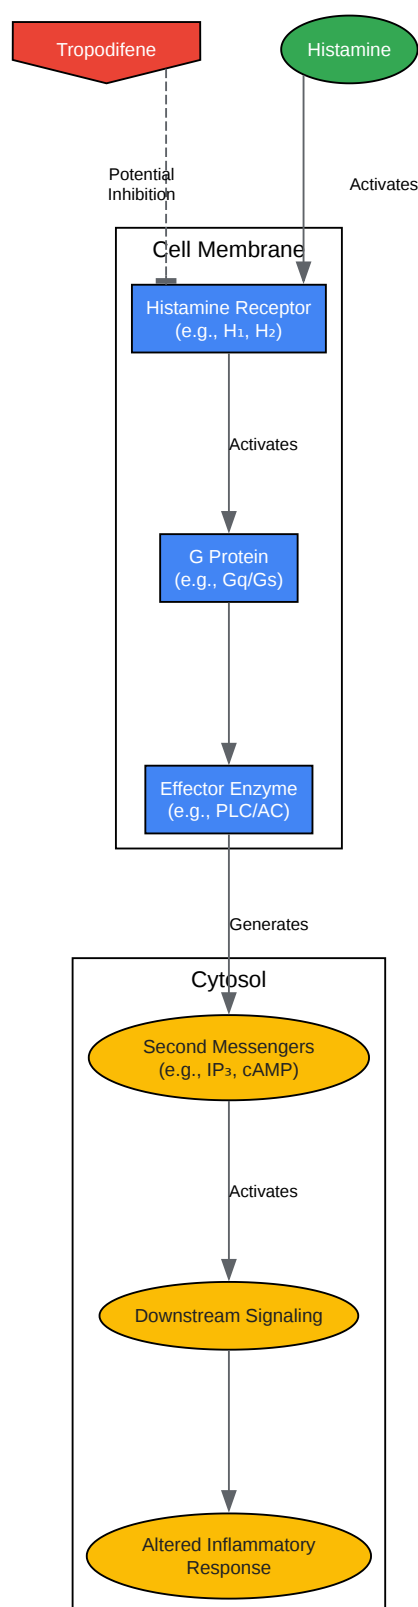 Tropodifene
Histamine
Potential
Inhibition
Activates
Cell Membrane
Histamine Receptor
(e.g., H₁, H₂)
Activates
G Protein
(e.g., Gq/Gs)
Effector Enzyme
(e.g., PLC/AC)
Generates
Cytosol
Second Messengers
(e.g., IP₃, cAMP)
Activates
Downstream Signaling
Altered Inflammatory
Response